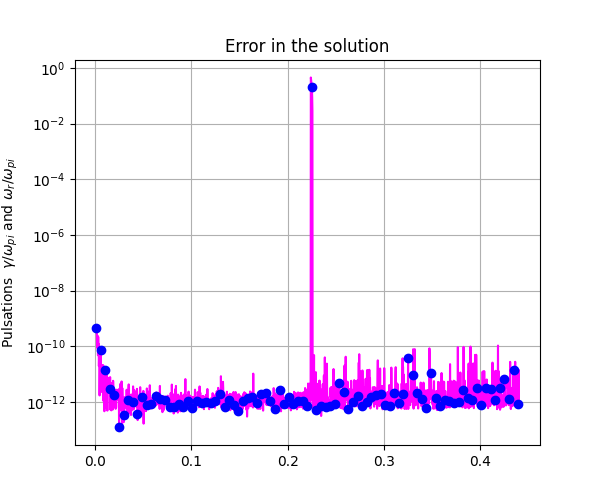 Error in the solution
Pulsations γ/ω_pi and ω_r/ω_pi
10^0
10^−2
10^−4
10^−6
10^−8
10^−10
10^−12
0.0 0.1 0.2 0.3 0.4